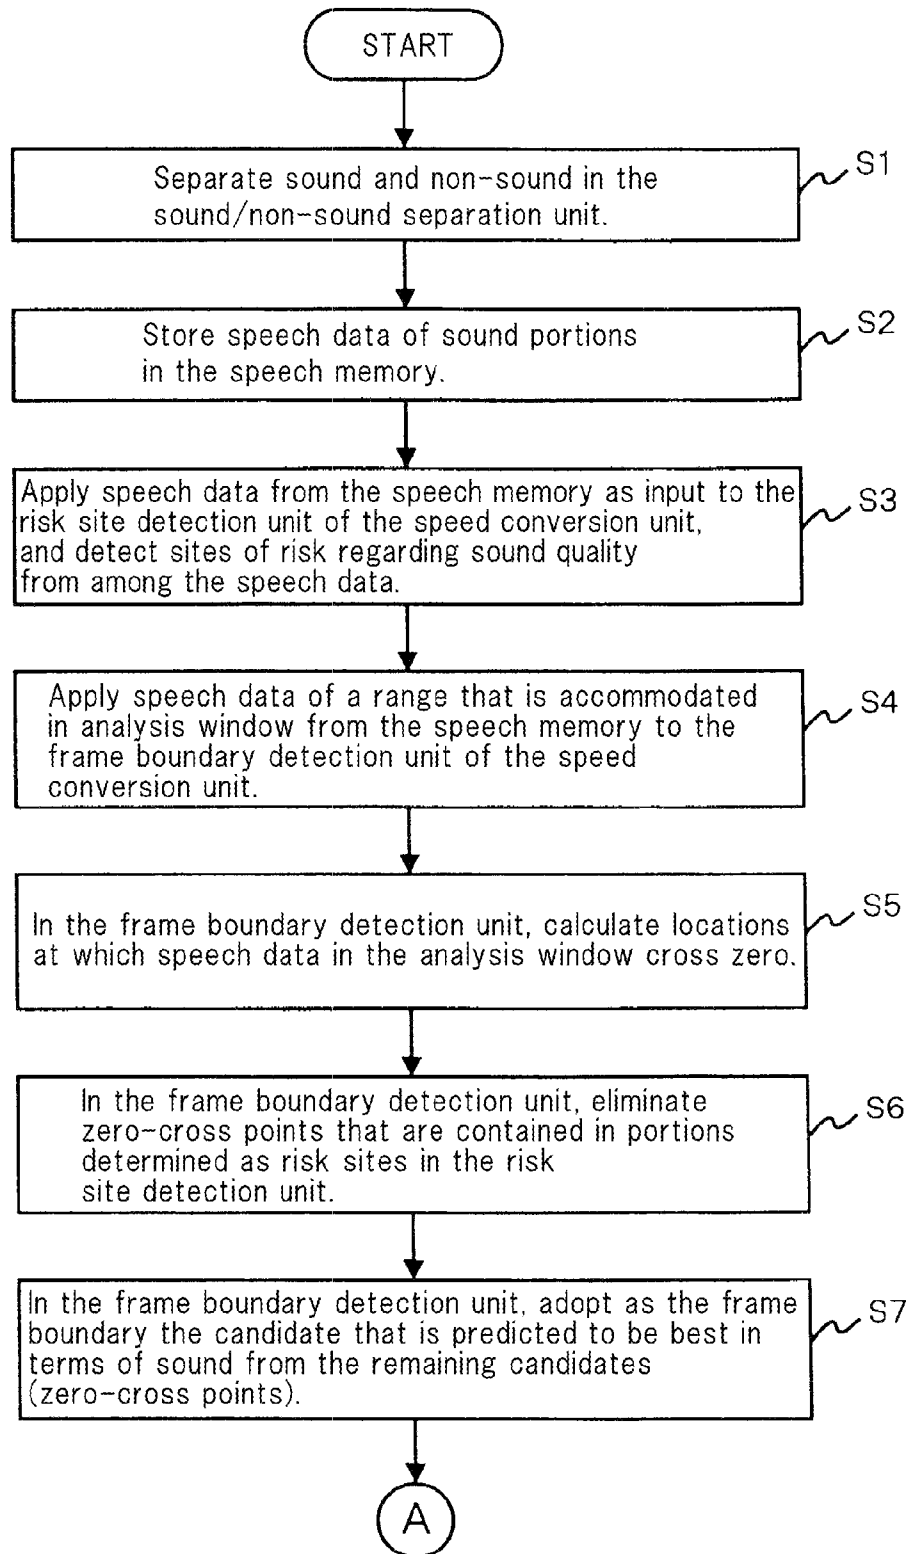 START
Separate sound and non-sound in the
sound/non-sound separation unit.
S1
Store speech data of sound portions
in the speech memory.
S2
Apply speech data from the speech memory as input to the
risk site detection unit of the speed conversion unit,
and detect sites of risk regarding sound quality
from among the speech data.
S3
Apply speech data of a range that is accommodated
in analysis window from the speech memory to the
frame boundary detection unit of the speed
conversion unit.
S4
In the frame boundary detection unit, calculate locations
at which speech data in the analysis window cross zero.
S5
In the frame boundary detection unit, eliminate
zero-cross points that are contained in portions
determined as risk sites in the risk
site detection unit.
S6
In the frame boundary detection unit, adopt as the frame
boundary the candidate that is predicted to be best in
terms of sound from the remaining candidates
(zero-cross points).
S7
A